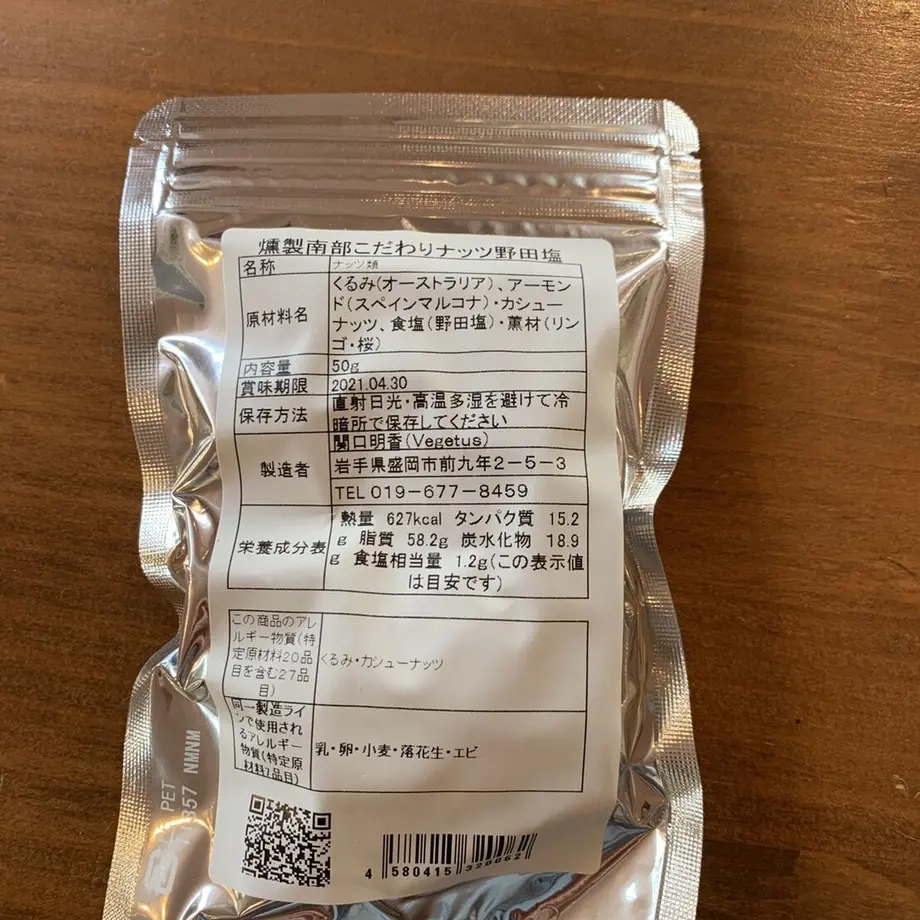 燻製南部こだわりナッツ野田塩
名称 ナッツ類
原材料名 くるみ(オーストラリア)、アーモン
ド(スペインマルコナ)・カシュー
ナッツ、食塩(野田塩)・薫材(リン
ゴ・桜)
内容量 50g
賞味期限 2021.04.30
保存方法 直射日光・高温多湿を避けて冷
暗所で保存してください
製造者 関口明香(Vegetus)
岩手県盛岡市前九年2-5-3
TEL 019-677-8459
栄養成分表 熱量 627kcal タンパク質 15.2
g 脂質 58.2g 炭水化物 18.9
g 食塩相当量 1.2g(この表示値
は目安です)
この商品のアレ
ルギー物質(特
定原材料20品
目を含む27品
目)
くるみ・カシューナッツ
同一製造ライ
ンで使用され
るアレルギー
物質(特定原
材料7品目)
乳・卵・小麦・落花生・エビ
PET
357 NMNM
4 580415 320062